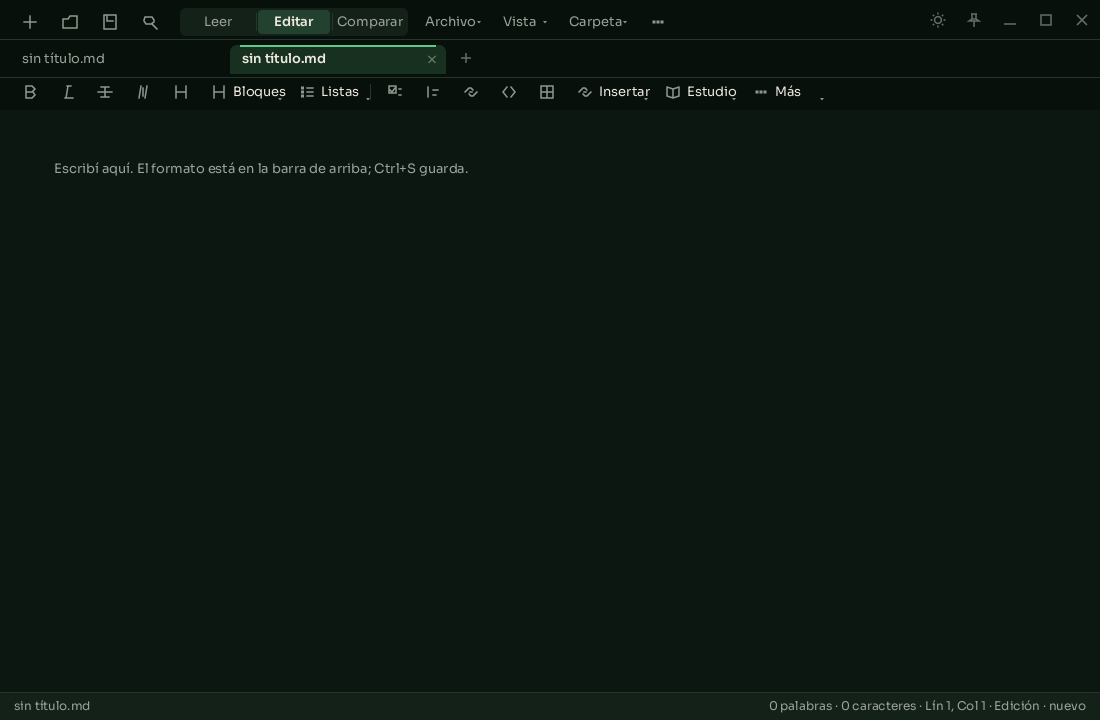 Leer Editar Comparar Archivo Vista Carpeta
sin título.md sin título.md
Bloques Listas Insertar Estudio Más
Escribí aquí. El formato está en la barra de arriba; Ctrl+S guarda.
sin título.md 0 palabras · 0 caracteres · Lín 1, Col 1 · Edición · nuevo